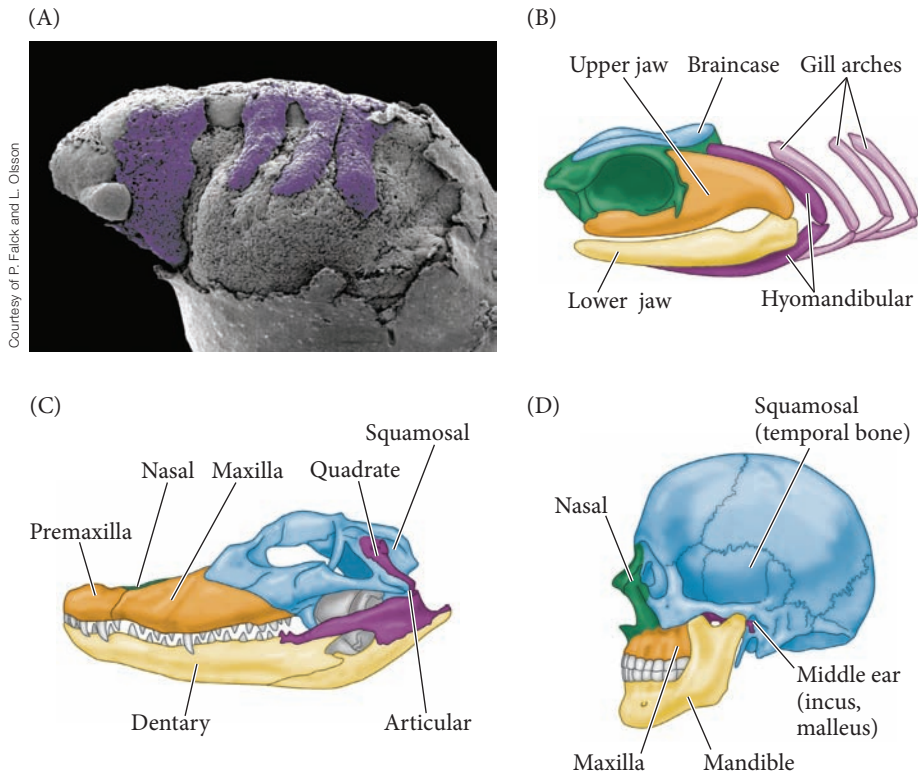 (A)
Courtesy of P. Falck and L. Olsson
(B)
Upper jaw
Braincase
Gill arches
Lower jaw
Hyomandibular
(C)
Squamosal
Nasal
Maxilla
Quadrate
Premaxilla
Dentary
Articular
(D)
Squamosal
(temporal bone)
Nasal
Middle ear
(incus,
malleus)
Maxilla
Mandible